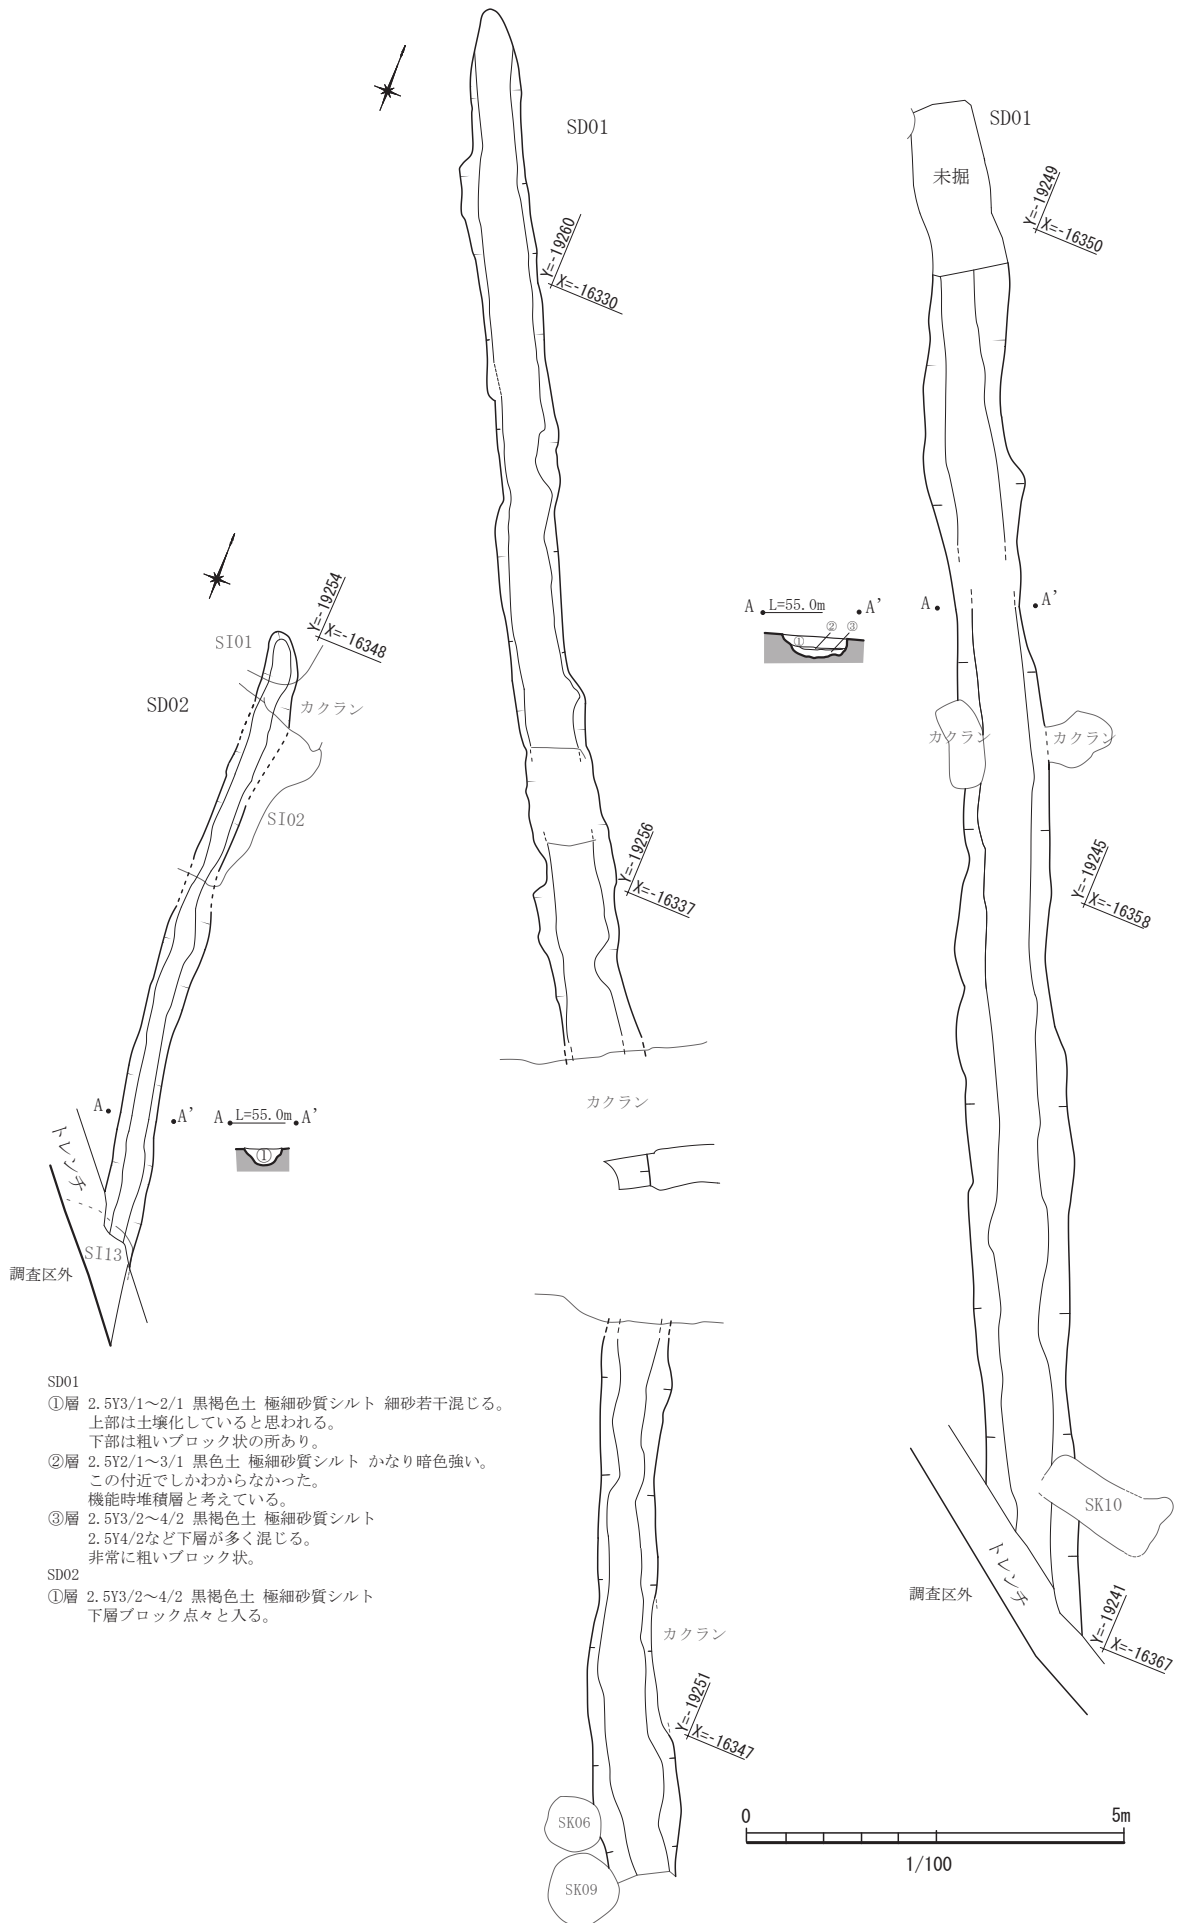 SD01
Y=-19260
X=-16330
Y=-19256
X=-16337
カクラン
カクラン
Y=-19251
X=-16347
SK06
SK09
SD01
未掘
Y=-19249
X=-16350
A L=55.0m A'
① ② ③
A A'
カクラン
カクラン
Y=-19245
X=-16358
SK10
トレンチ
調査区外
Y=-19241
X=-16367
Y=-19254
X=-16348
SI01
SD02
カクラン
SI02
A A'
A L=55.0m A'
①
トレンチ
SI13
調査区外
SD01
①層 2.5Y3/1～2/1 黒褐色土 極細砂質シルト 細砂若干混じる。
上部は土壌化していると思われる。
下部は粗いブロック状の所あり。
②層 2.5Y2/1～3/1 黒色土 極細砂質シルト かなり暗色強い。
この付近でしかわからなかった。
機能時堆積層と考えている。
③層 2.5Y3/2～4/2 黒褐色土 極細砂質シルト
2.5Y4/2など下層が多く混じる。
非常に粗いブロック状。
SD02
①層 2.5Y3/2～4/2 黒褐色土 極細砂質シルト
下層ブロック点々と入る。
0 5m
1/100